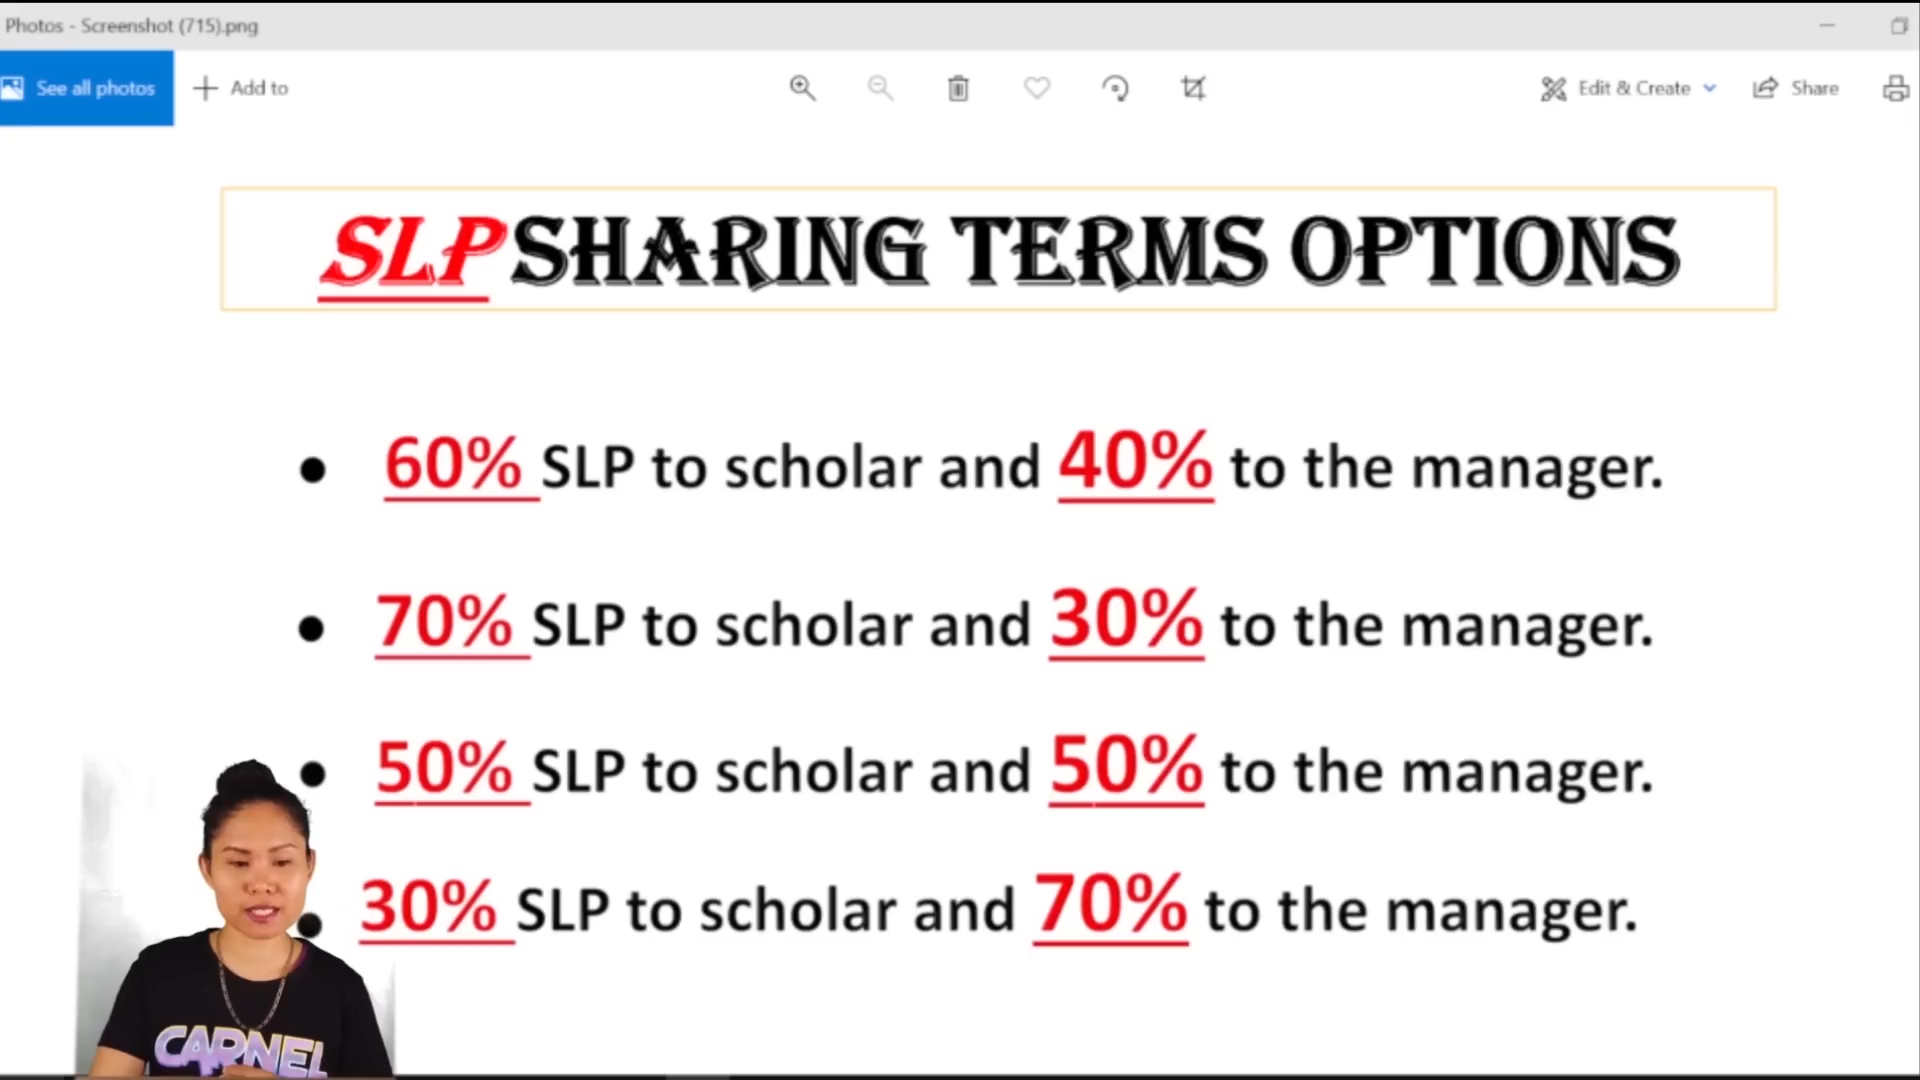 Photos - Screenshot (715).png
See all photos
Add to
Edit & Create
Share
SLP SHARING TERMS OPTIONS
• 60% SLP to scholar and 40% to the manager.
• 70% SLP to scholar and 30% to the manager.
• 50% SLP to scholar and 50% to the manager.
• 30% SLP to scholar and 70% to the manager.
CARNEL